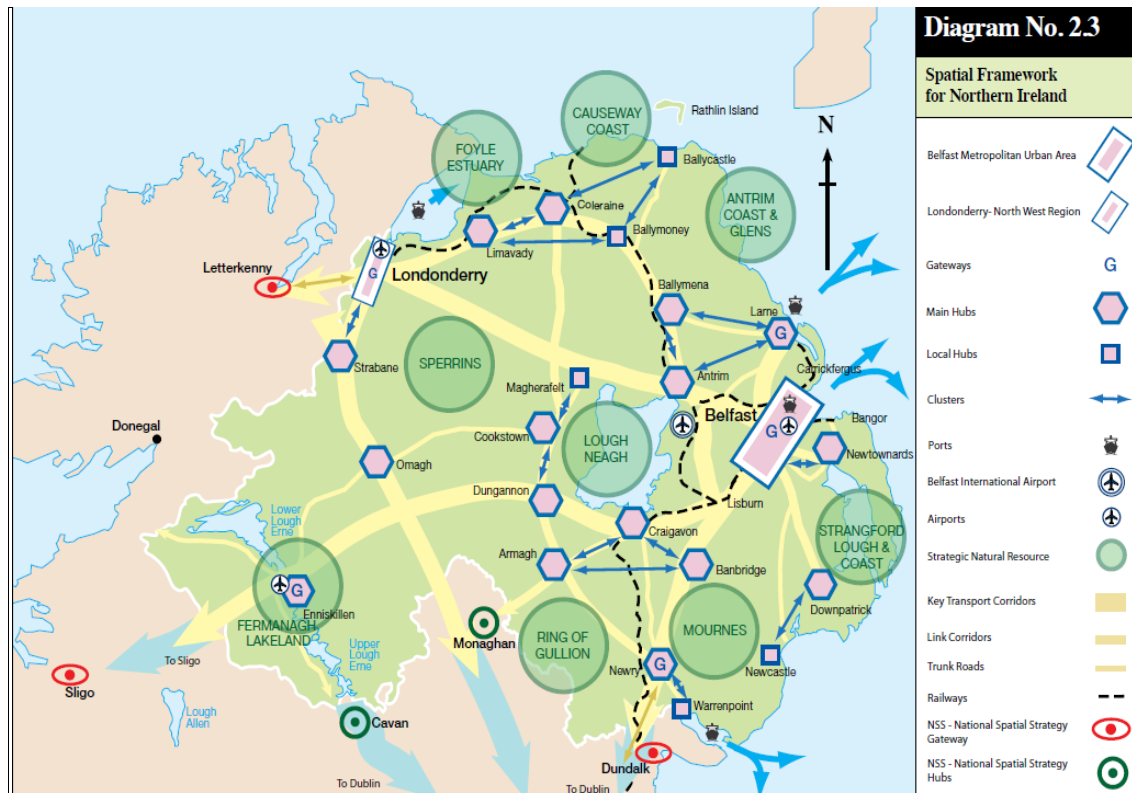 Diagram No. 2.3
Spatial Framework
for Northern Ireland
Belfast Metropolitan Urban Area
Londonderry- North West Region
Gateways
G
Main Hubs
Local Hubs
Clusters
Ports
Belfast International Airport
Airports
Strategic Natural Resource
Key Transport Corridors
Link Corridors
Trunk Roads
Railways
NSS - National Spatial Strategy
Gateway
NSS - National Spatial Strategy
Hubs
N
Rathlin Island
CAUSEWAY
COAST
FOYLE
ESTUARY
Ballycastle
ANTRIM
COAST &
GLENS
Coleraine
Ballymoney
Limavady
Letterkenny
G
Londonderry
Ballymena
Larne
G
Strabane
SPERRINS
Antrim
Carrickfergus
Magherafelt
Belfast
G
Bangor
Donegal
Cookstown
LOUGH
NEAGH
Newtownards
Omagh
Dungannon
Lisburn
Lower
Lough
Erne
Craigavon
STRANGFORD
LOUGH &
COAST
Armagh
Banbridge
G
Enniskillen
Downpatrick
FERMANAGH
LAKELAND
Monaghan
RING OF
GULLION
MOURNES
Upper
Lough
Erne
To Sligo
Newry
G
Newcastle
Sligo
Warrenpoint
Lough
Allen
Cavan
Dundalk
To Dublin
To Dublin